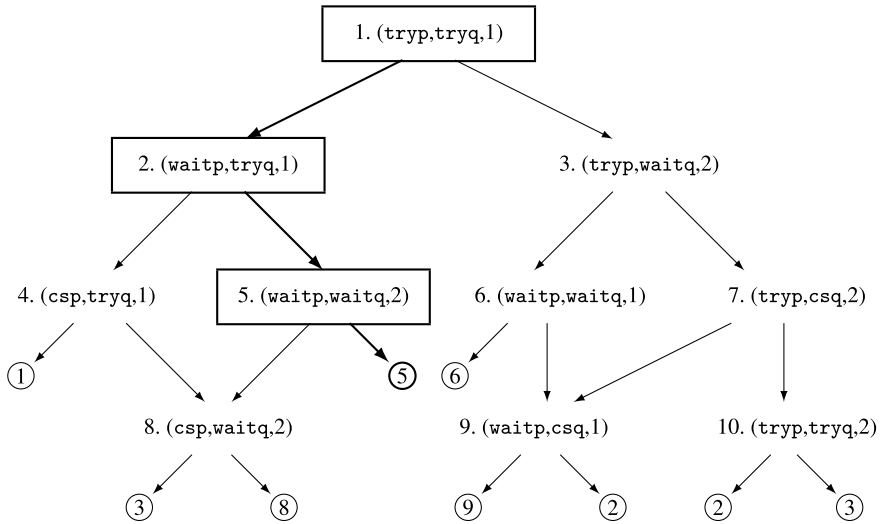 1. (tryp,tryq,1)
2. (waitp,tryq,1)
3. (tryp,waitq,2)
4. (csp,tryq,1)
5. (waitp,waitq,2)
6. (waitp,waitq,1)
7. (tryp,csq,2)
1
5
6
8. (csp,waitq,2)
9. (waitp,csq,1)
10. (tryp,tryq,2)
3
8
9
2
2
3